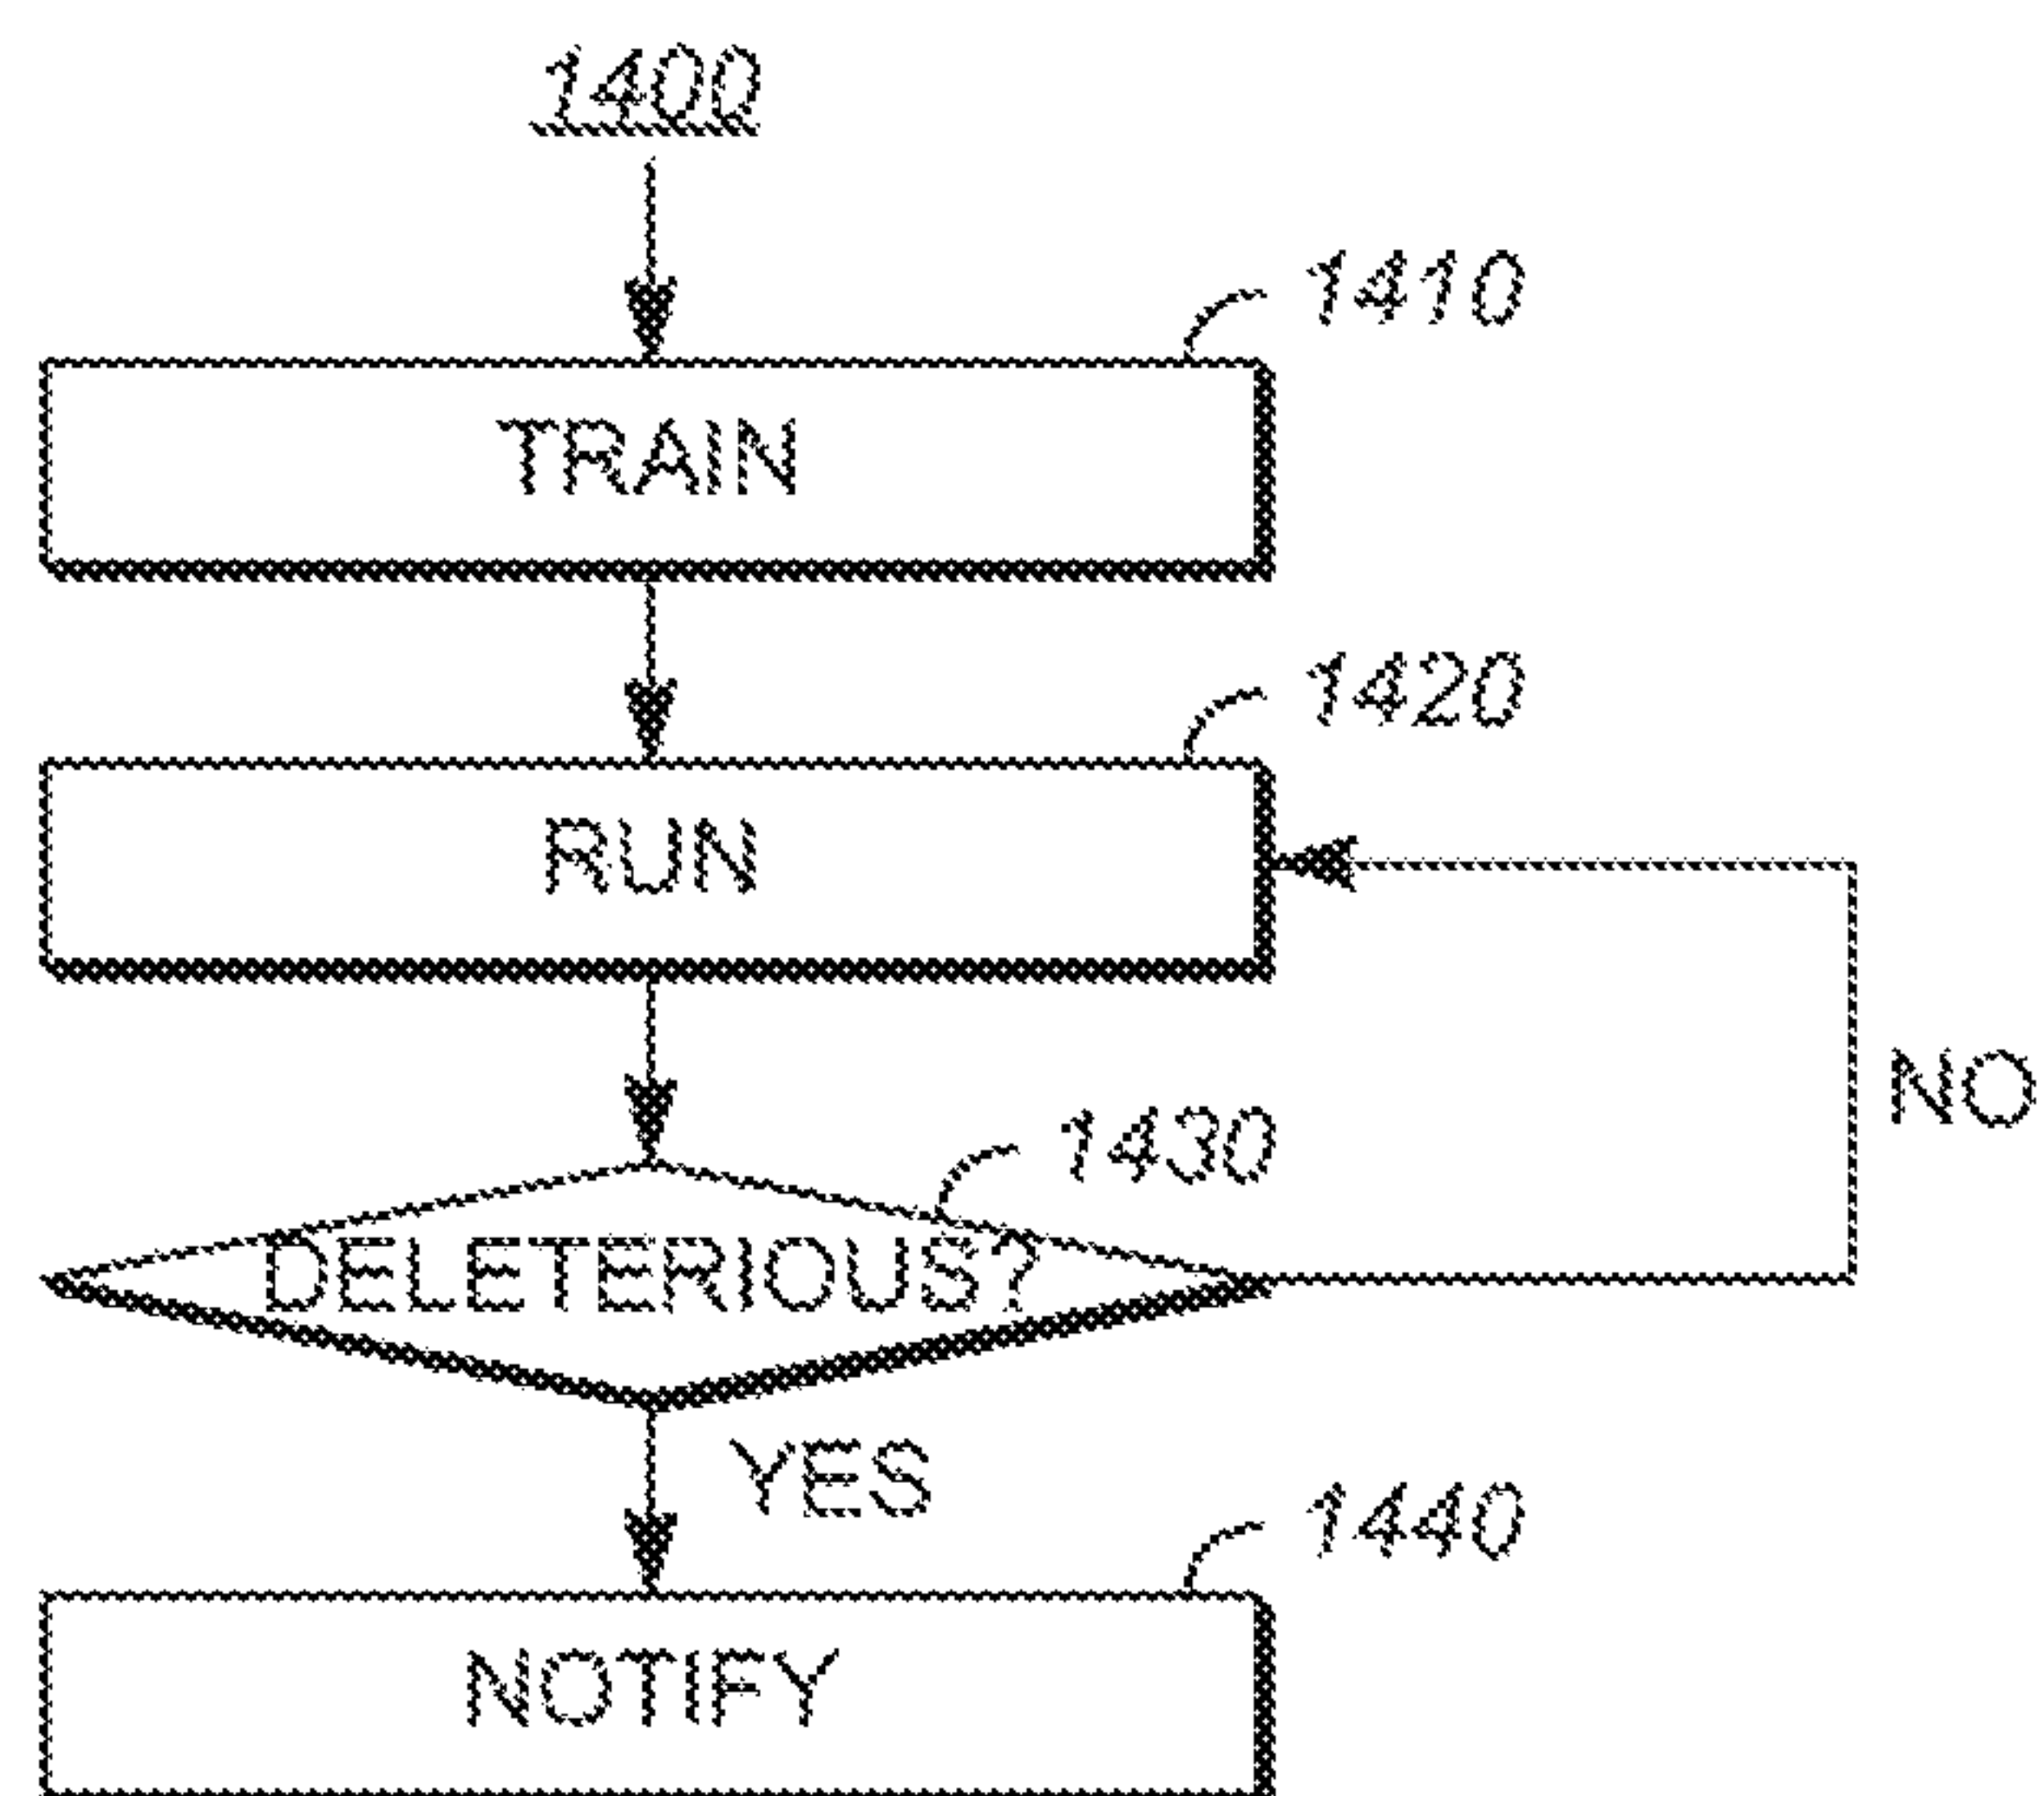 1400
1410
TRAIN
1420
RUN
NO
1430
DELETERIOUS?
YES
1440
NOTIFY